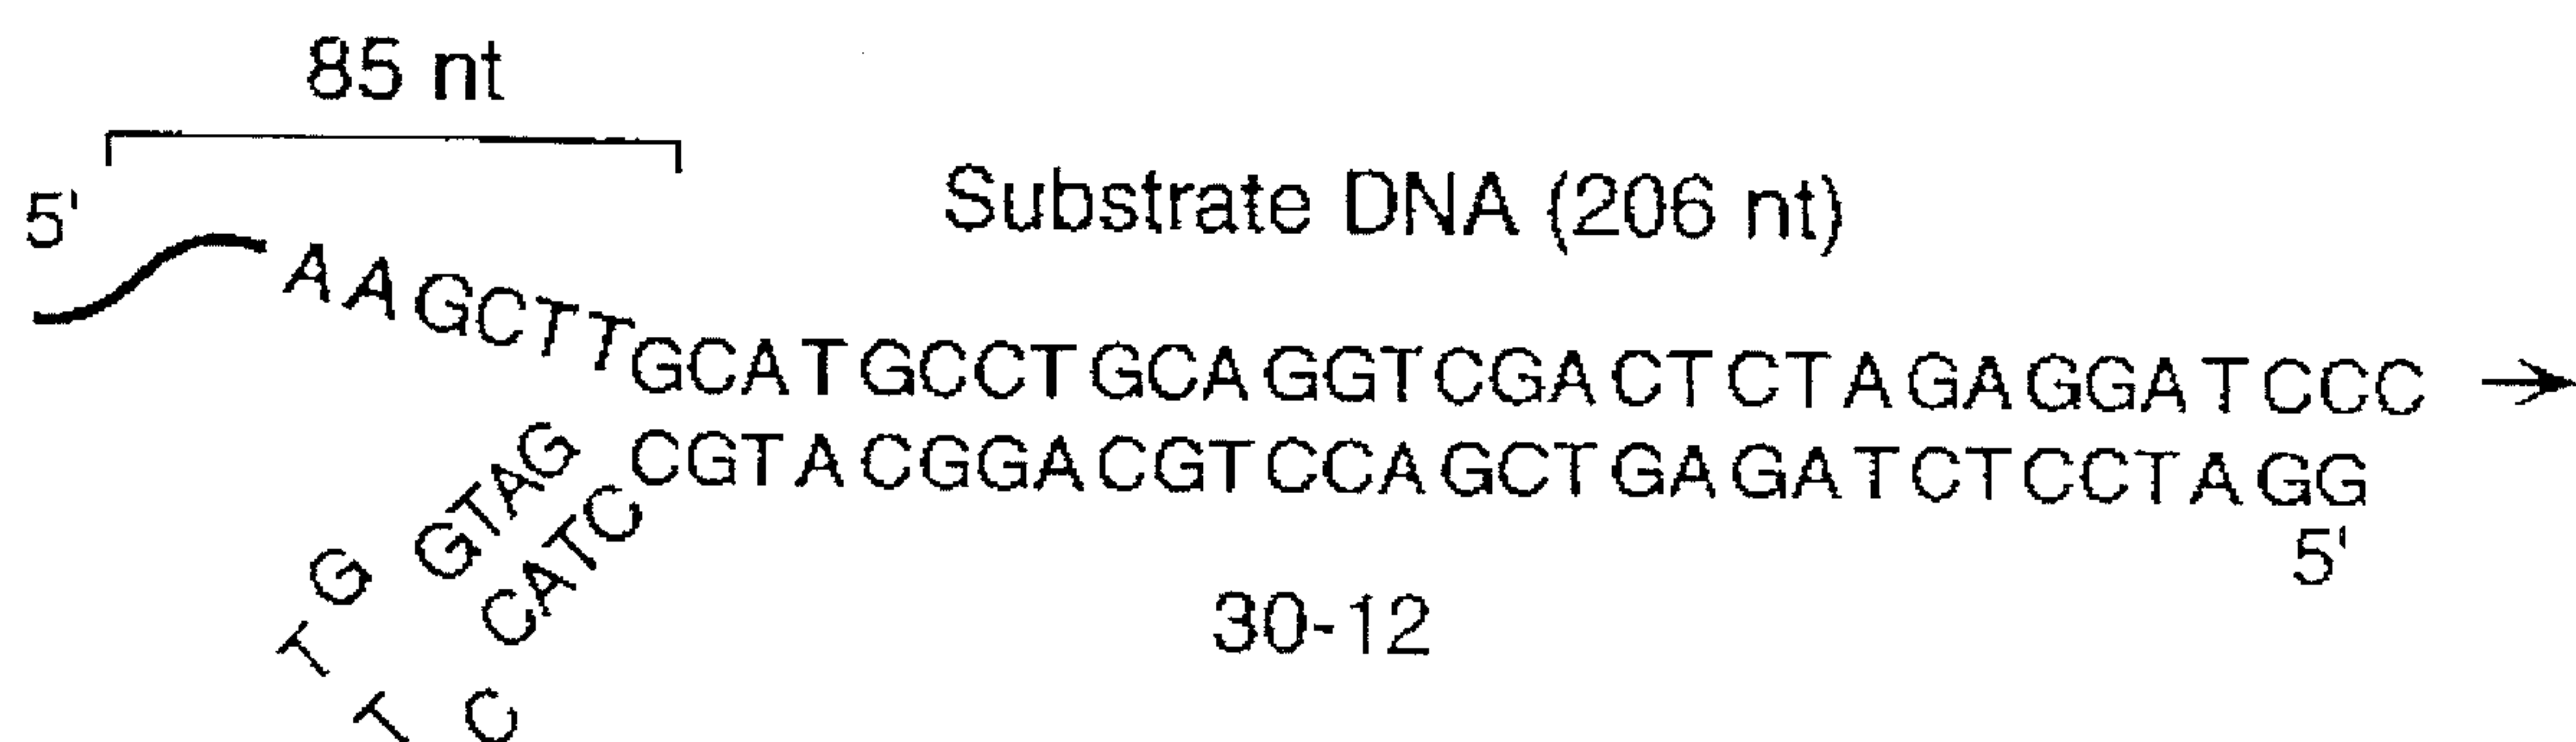 85 nt
5'
Substrate DNA (206 nt)
AAGCTTGCATGCCTGCAGGTCGACTCTAGAGGATCCC
CGTACGGACGTCCAGCTGAGATCTCCTAGG
GTAG
CATC
5'
G
30-12
T
T C